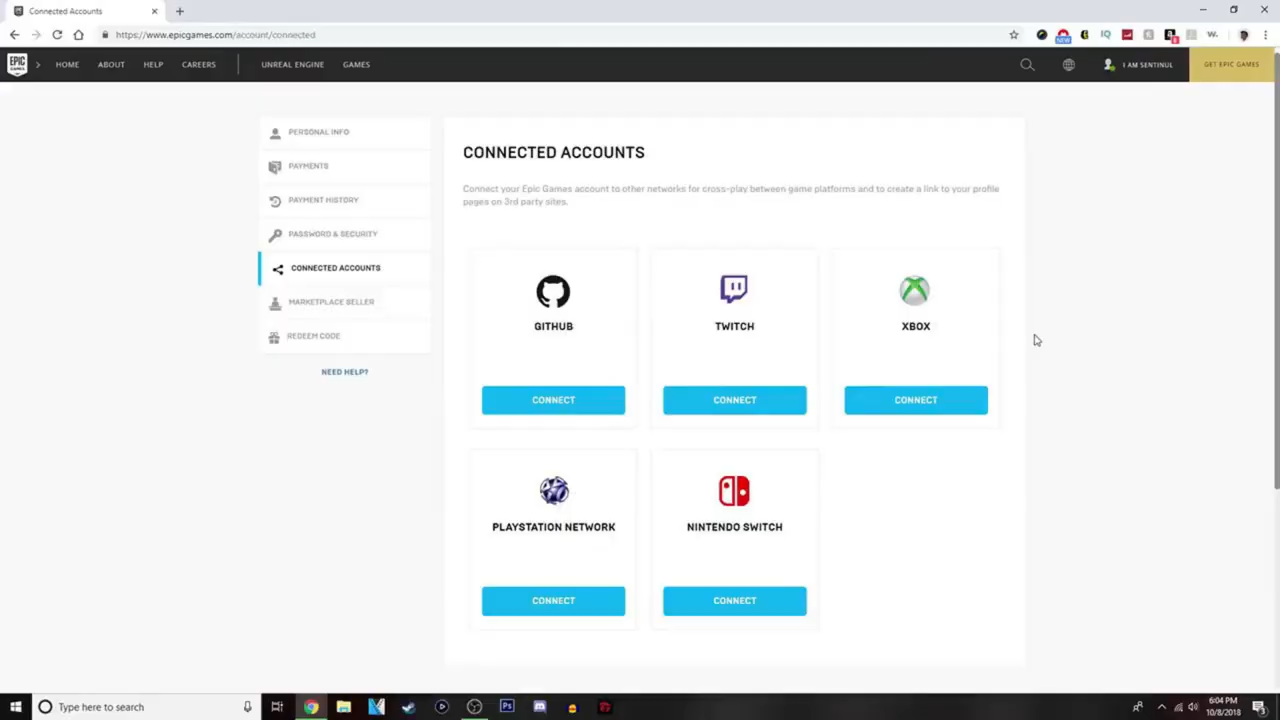 Connected Accounts
https://www.epicgames.com/account/connected
NEW
EPIC GAMES
HOME
ABOUT
HELP
CAREERS
UNREAL ENGINE
GAMES
I AM SENTINUL
GET EPIC GAMES
PERSONAL INFO
PAYMENTS
PAYMENT HISTORY
PASSWORD & SECURITY
CONNECTED ACCOUNTS
MARKETPLACE SELLER
REDEEM CODE
NEED HELP?
CONNECTED ACCOUNTS
Connect your Epic Games account to other networks for cross-play between game platforms and to create a link to your profile
pages on 3rd party sites.
GITHUB
CONNECT
TWITCH
CONNECT
XBOX
CONNECT
PLAYSTATION NETWORK
CONNECT
NINTENDO SWITCH
CONNECT
Type here to search
6:04 PM
10/8/2018